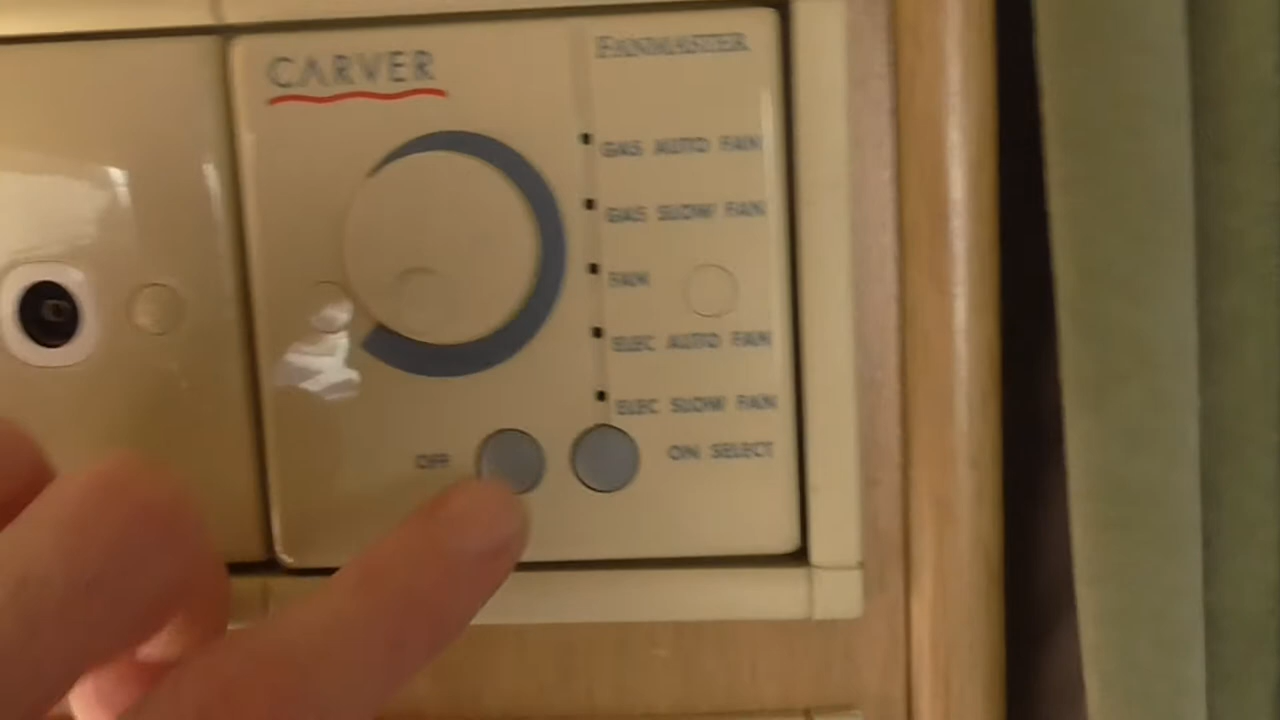 CARVER
FANMASTER
GAS AUTO FAN
GAS SLOW FAN
FAN
ELEC AUTO FAN
ELEC SLOW FAN
OFF
ON SELECT